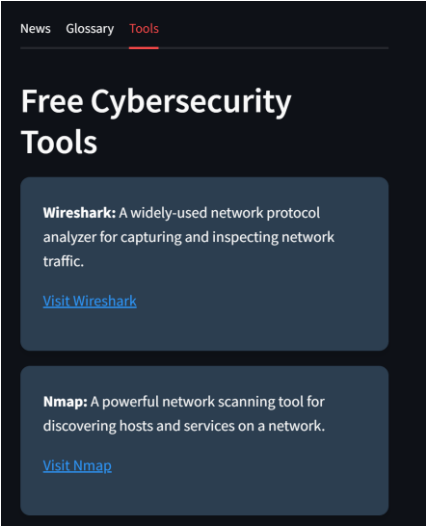 News Glossary Tools
Free Cybersecurity
Tools
Wireshark: A widely-used network protocol
analyzer for capturing and inspecting network
traffic.
Visit Wireshark
Nmap: A powerful network scanning tool for
discovering hosts and services on a network.
Visit Nmap